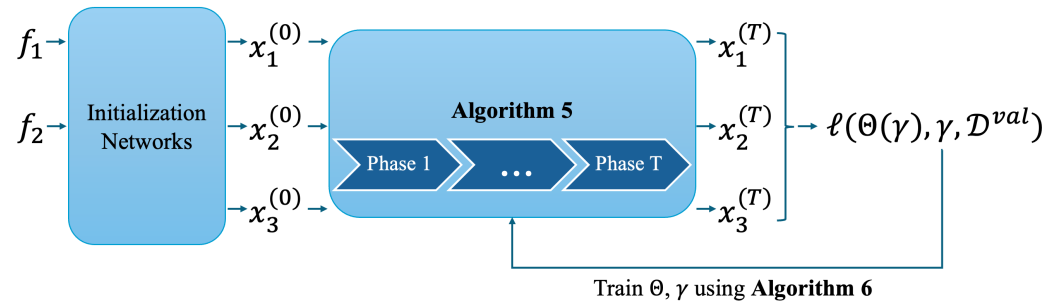 f₁
f₂
Initialization
Networks
x₁⁽⁰⁾
x₂⁽⁰⁾
x₃⁽⁰⁾
Algorithm 5
Phase 1
...
Phase T
x₁⁽ᵀ⁾
x₂⁽ᵀ⁾
x₃⁽ᵀ⁾
ℓ(Θ(γ), γ, 𝒟ᵛᵃˡ)
Train Θ, γ using Algorithm 6